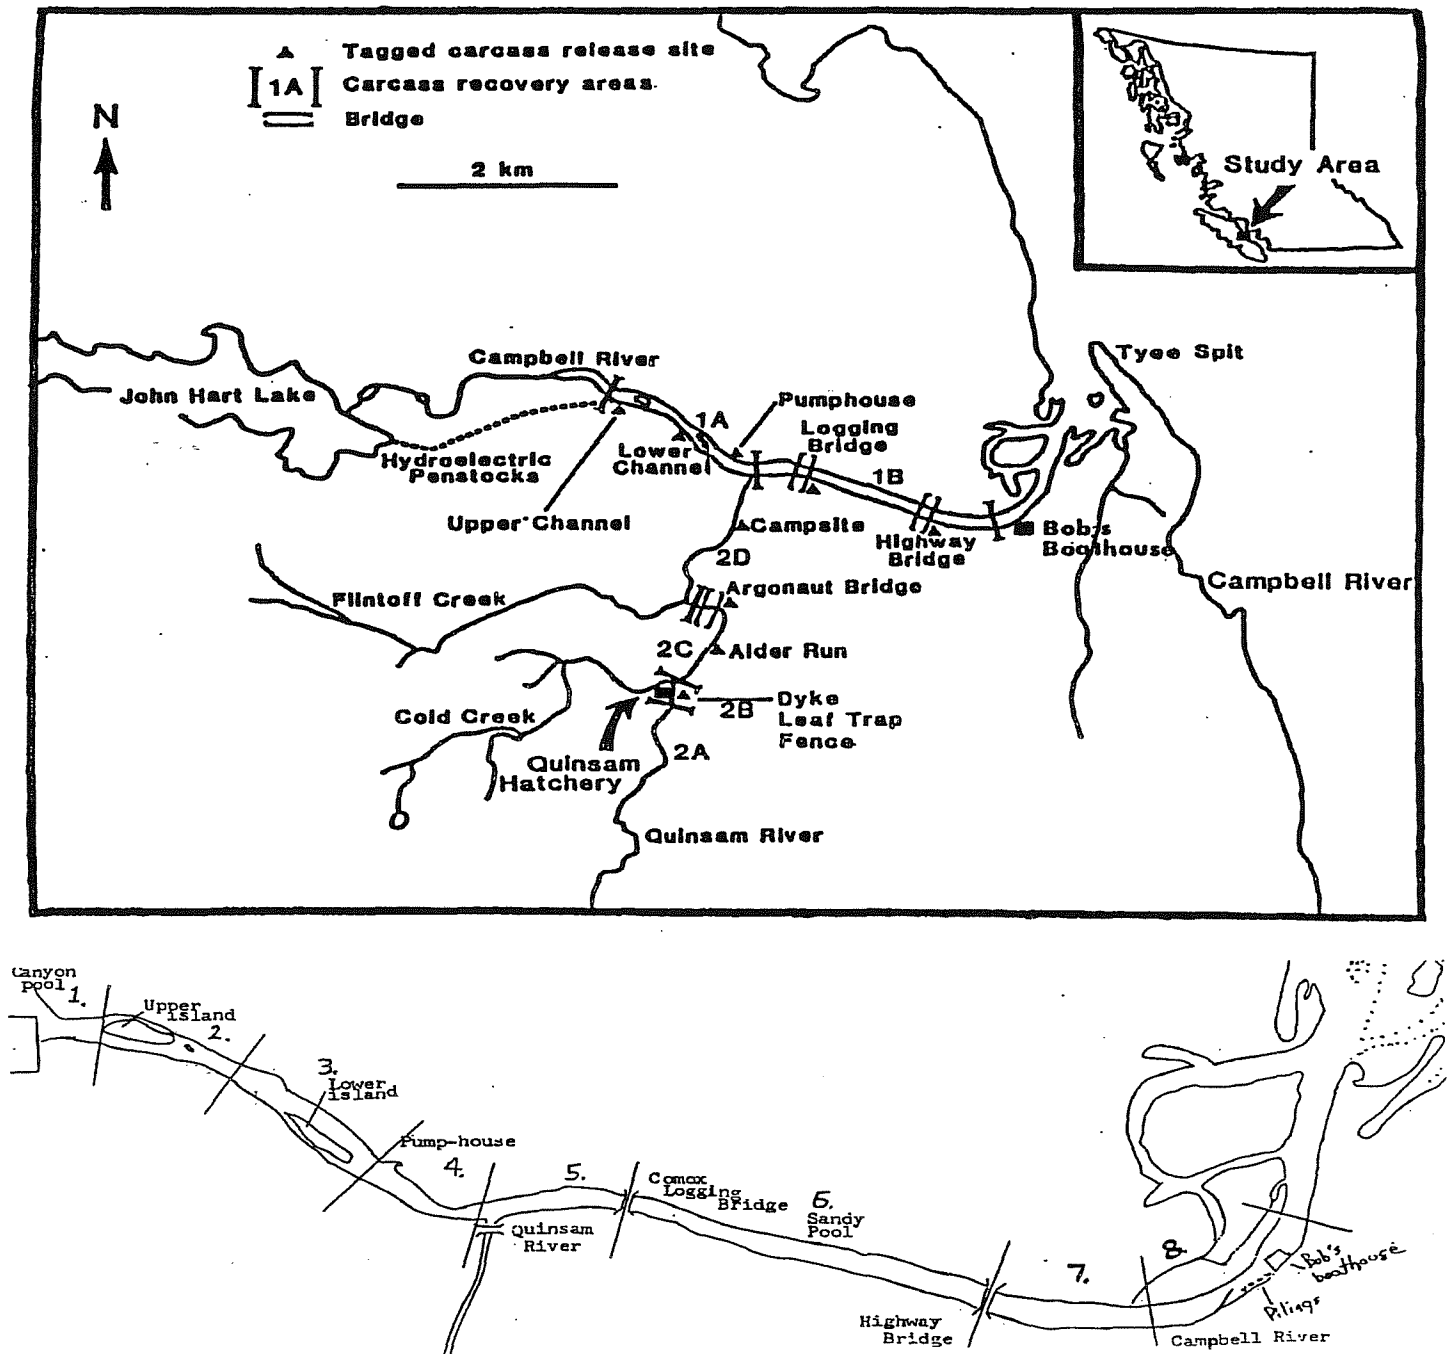 Tagged carcass release site
1A
Carcass recovery areas
Bridge
N
2 km
Study Area
Tyee Spit
Campbell River
John Hart Lake
Pumphouse
1A
Logging
Bridge
Lower
Channel
Hydroelectric
Penstocks
1B
Upper Channel
Campsite
Highway
Bridge
Bob's
Boathouse
2D
Argonaut Bridge
Campbell River
Flintoff Creek
2C
Alder Run
Dyke
Leaf Trap
Fence
2B
Cold Creek
2A
Quinsam
Hatchery
Quinsam River
Canyon
pool
1.
Upper
island
2.
3.
Lower
island
Pump-house
4.
5.
Comox
Logging
Bridge
6.
Sandy
Pool
Quinsam
River
7.
8.
Bob's
boathouse
Pilings
Highway
Bridge
Campbell River